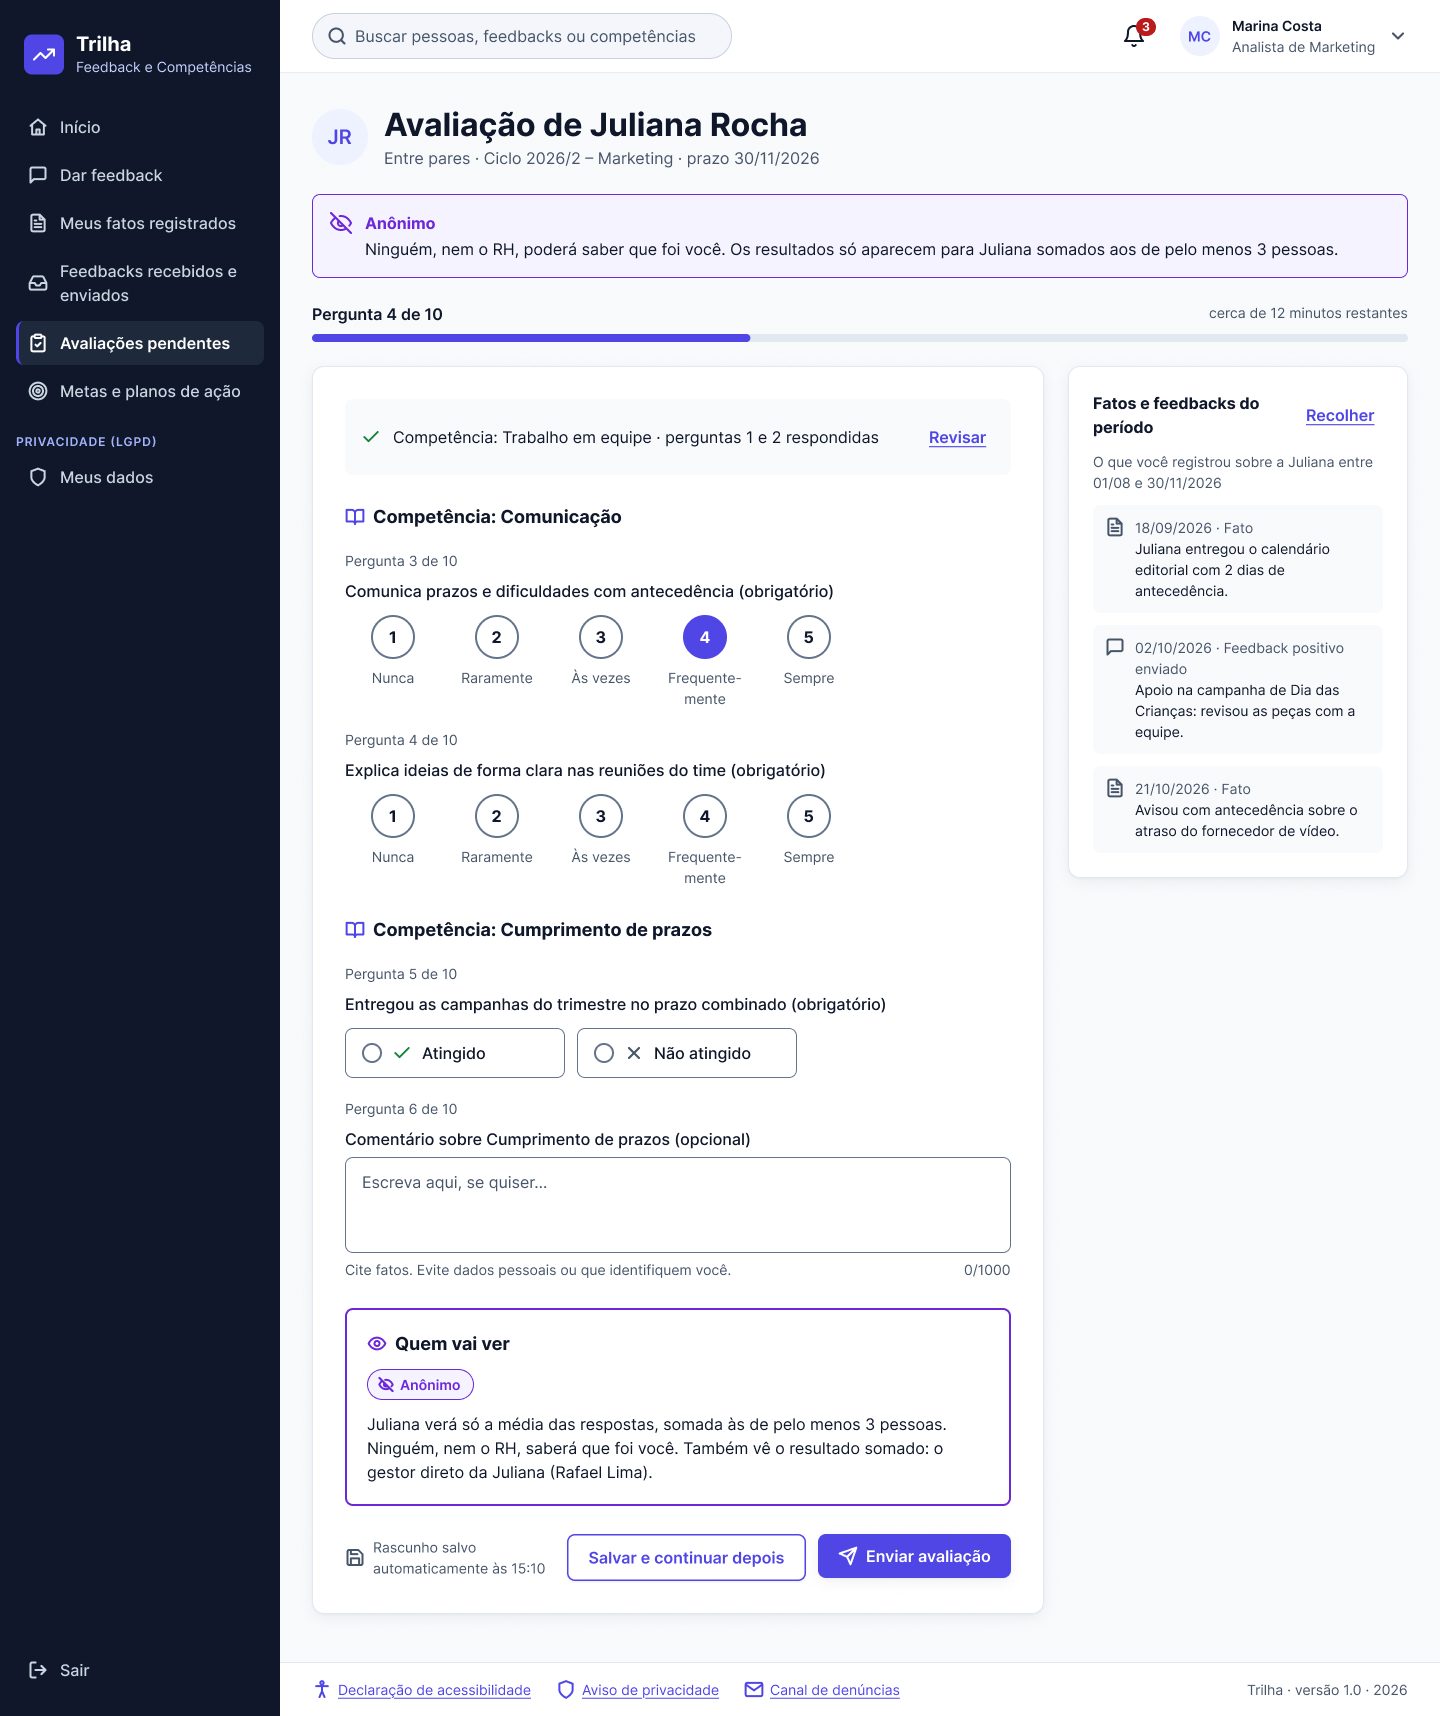 Trilha
Feedback e Competências
Início
Dar feedback
Meus fatos registrados
Feedbacks recebidos e
enviados
Avaliações pendentes
Metas e planos de ação
PRIVACIDADE (LGPD)
Meus dados
Sair
Buscar pessoas, feedbacks ou competências
3
MC
Marina Costa
Analista de Marketing
JR
Avaliação de Juliana Rocha
Entre pares · Ciclo 2026/2 – Marketing · prazo 30/11/2026
Anônimo
Ninguém, nem o RH, poderá saber que foi você. Os resultados só aparecem para Juliana somados aos de pelo menos 3 pessoas.
Pergunta 4 de 10
cerca de 12 minutos restantes
Competência: Trabalho em equipe · perguntas 1 e 2 respondidas
Revisar
Competência: Comunicação
Pergunta 3 de 10
Comunica prazos e dificuldades com antecedência (obrigatório)
1 2 3 4 5
Nunca Raramente Às vezes Frequente- Sempre
mente
Pergunta 4 de 10
Explica ideias de forma clara nas reuniões do time (obrigatório)
1 2 3 4 5
Nunca Raramente Às vezes Frequente- Sempre
mente
Competência: Cumprimento de prazos
Pergunta 5 de 10
Entregou as campanhas do trimestre no prazo combinado (obrigatório)
Atingido
Não atingido
Pergunta 6 de 10
Comentário sobre Cumprimento de prazos (opcional)
Escreva aqui, se quiser...
Cite fatos. Evite dados pessoais ou que identifiquem você.
0/1000
Quem vai ver
Anônimo
Juliana verá só a média das respostas, somada às de pelo menos 3 pessoas.
Ninguém, nem o RH, saberá que foi você. Também vê o resultado somado: o
gestor direto da Juliana (Rafael Lima).
Rascunho salvo
automaticamente às 15:10
Salvar e continuar depois
Enviar avaliação
Fatos e feedbacks do
período
Recolher
O que você registrou sobre a Juliana entre
01/08 e 30/11/2026
18/09/2026 · Fato
Juliana entregou o calendário
editorial com 2 dias de
antecedência.
02/10/2026 · Feedback positivo
enviado
Apoio na campanha de Dia das
Crianças: revisou as peças com a
equipe.
21/10/2026 · Fato
Avisou com antecedência sobre o
atraso do fornecedor de vídeo.
Declaração de acessibilidade
Aviso de privacidade
Canal de denúncias
Trilha · versão 1.0 · 2026